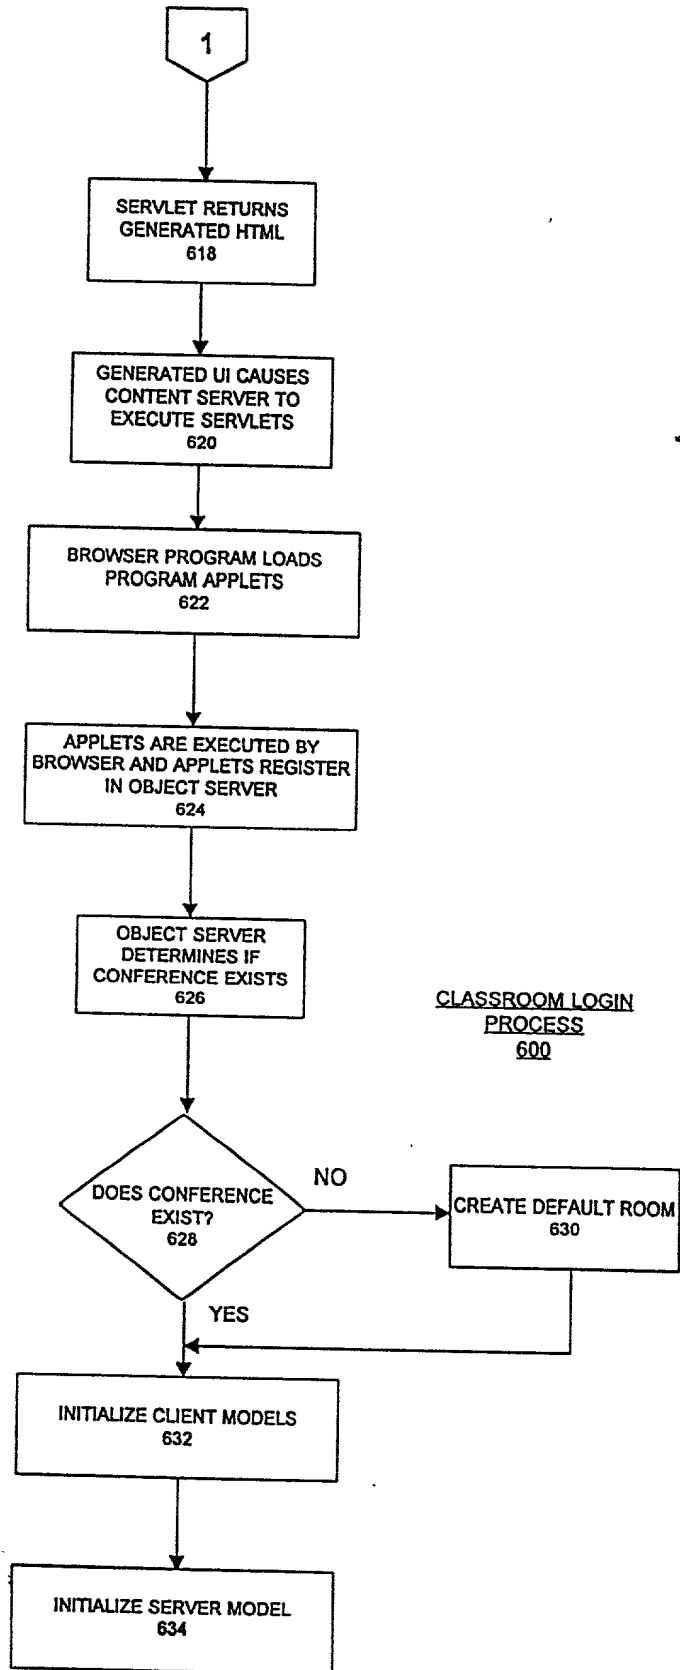 1
SERVLET RETURNS
GENERATED HTML
618
GENERATED UI CAUSES
CONTENT SERVER TO
EXECUTE SERVLETS
620
BROWSER PROGRAM LOADS
PROGRAM APPLETS
622
APPLETS ARE EXECUTED BY
BROWSER AND APPLETS REGISTER
IN OBJECT SERVER
624
OBJECT SERVER
DETERMINES IF
CONFERENCE EXISTS
626
CLASSROOM LOGIN
PROCESS
600
DOES CONFERENCE
EXIST?
628
NO
CREATE DEFAULT ROOM
630
YES
INITIALIZE CLIENT MODELS
632
INITIALIZE SERVER MODEL
634